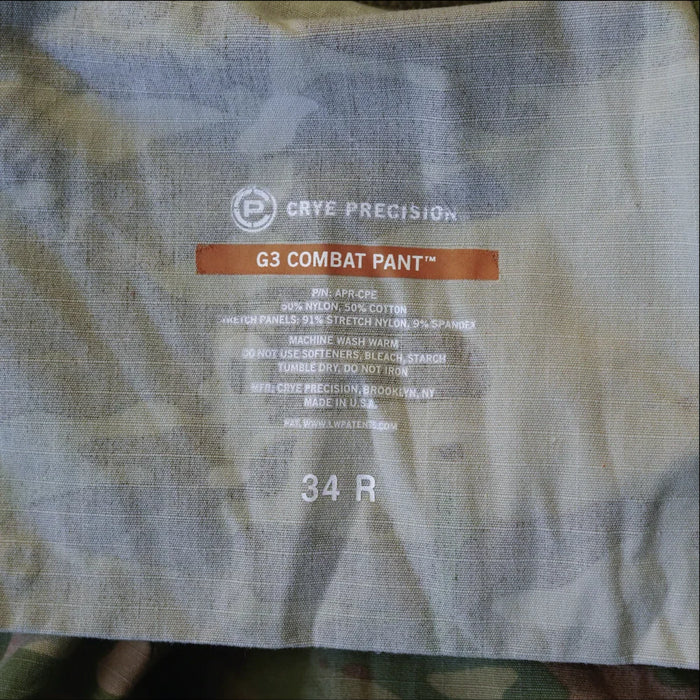 P CRYE PRECISION
G3 COMBAT PANT™
P/N: APR-CPE
50% NYLON, 50% COTTON
STRETCH PANELS: 91% STRETCH NYLON, 9% SPANDEX
MACHINE WASH WARM
DO NOT USE SOFTENERS, BLEACH, STARCH
TUMBLE DRY, DO NOT IRON
MFG: CRYE PRECISION, BROOKLYN, NY
MADE IN U.S.A.
PAT. WWW.LWPATENTS.COM
34 R